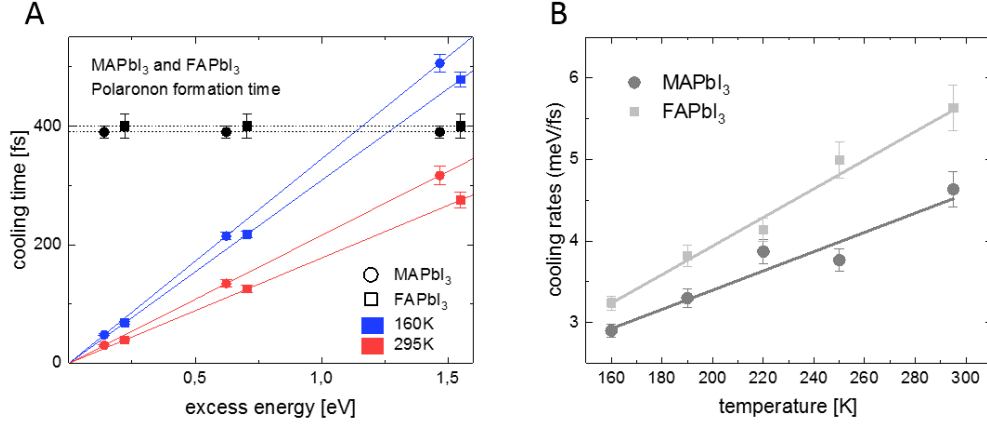 A
MAPbI3 and FAPbI3
Polaronon formation time
cooling time [fs]
400
200
0
0,5
1,0
1,5
excess energy [eV]
MAPbI3
FAPbI3
160K
295K
B
MAPbI3
FAPbI3
cooling rates (meV/fs)
6
5
4
3
160 180 200 220 240 260 280 300
temperature [K]